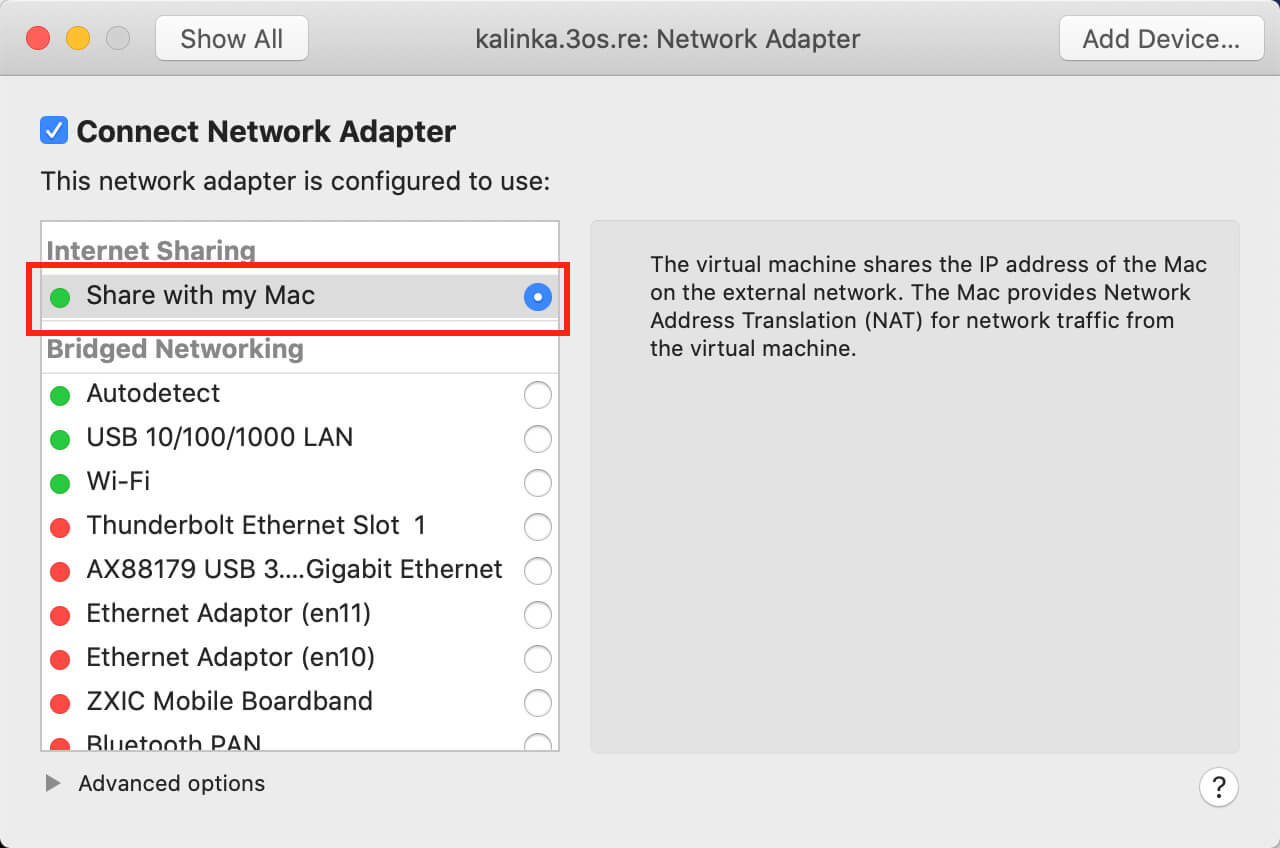 Show All
kalinka.3os.re: Network Adapter
Add Device...
Connect Network Adapter
This network adapter is configured to use:
Internet Sharing
Share with my Mac
Bridged Networking
Autodetect
USB 10/100/1000 LAN
Wi-Fi
Thunderbolt Ethernet Slot  1
AX88179 USB 3....Gigabit Ethernet
Ethernet Adaptor (en11)
Ethernet Adaptor (en10)
ZXIC Mobile Boardband
Bluetooth PAN
The virtual machine shares the IP address of the Mac
on the external network. The Mac provides Network
Address Translation (NAT) for network traffic from
the virtual machine.
Advanced options
?